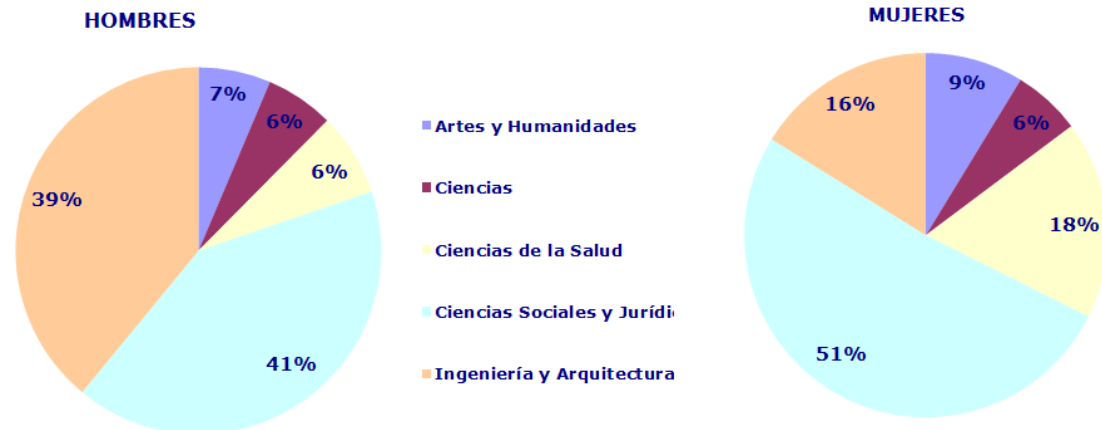 HOMBRES
7%
6%
6%
41%
39%
Artes y Humanidades
Ciencias
Ciencias de la Salud
Ciencias Sociales y Jurídi
Ingeniería y Arquitectura
MUJERES
9%
6%
18%
51%
16%